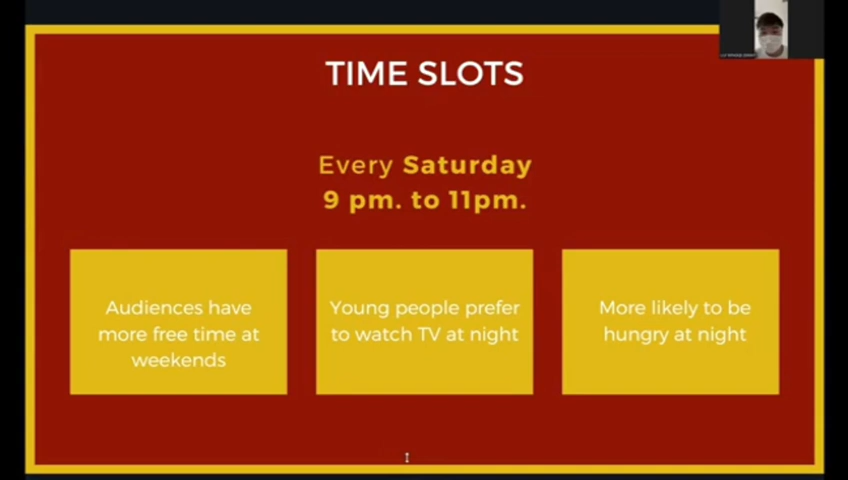 TIME SLOTS
Every Saturday
9 pm. to 11pm.
Audiences have
more free time at
weekends
Young people prefer
to watch TV at night
More likely to be
hungry at night